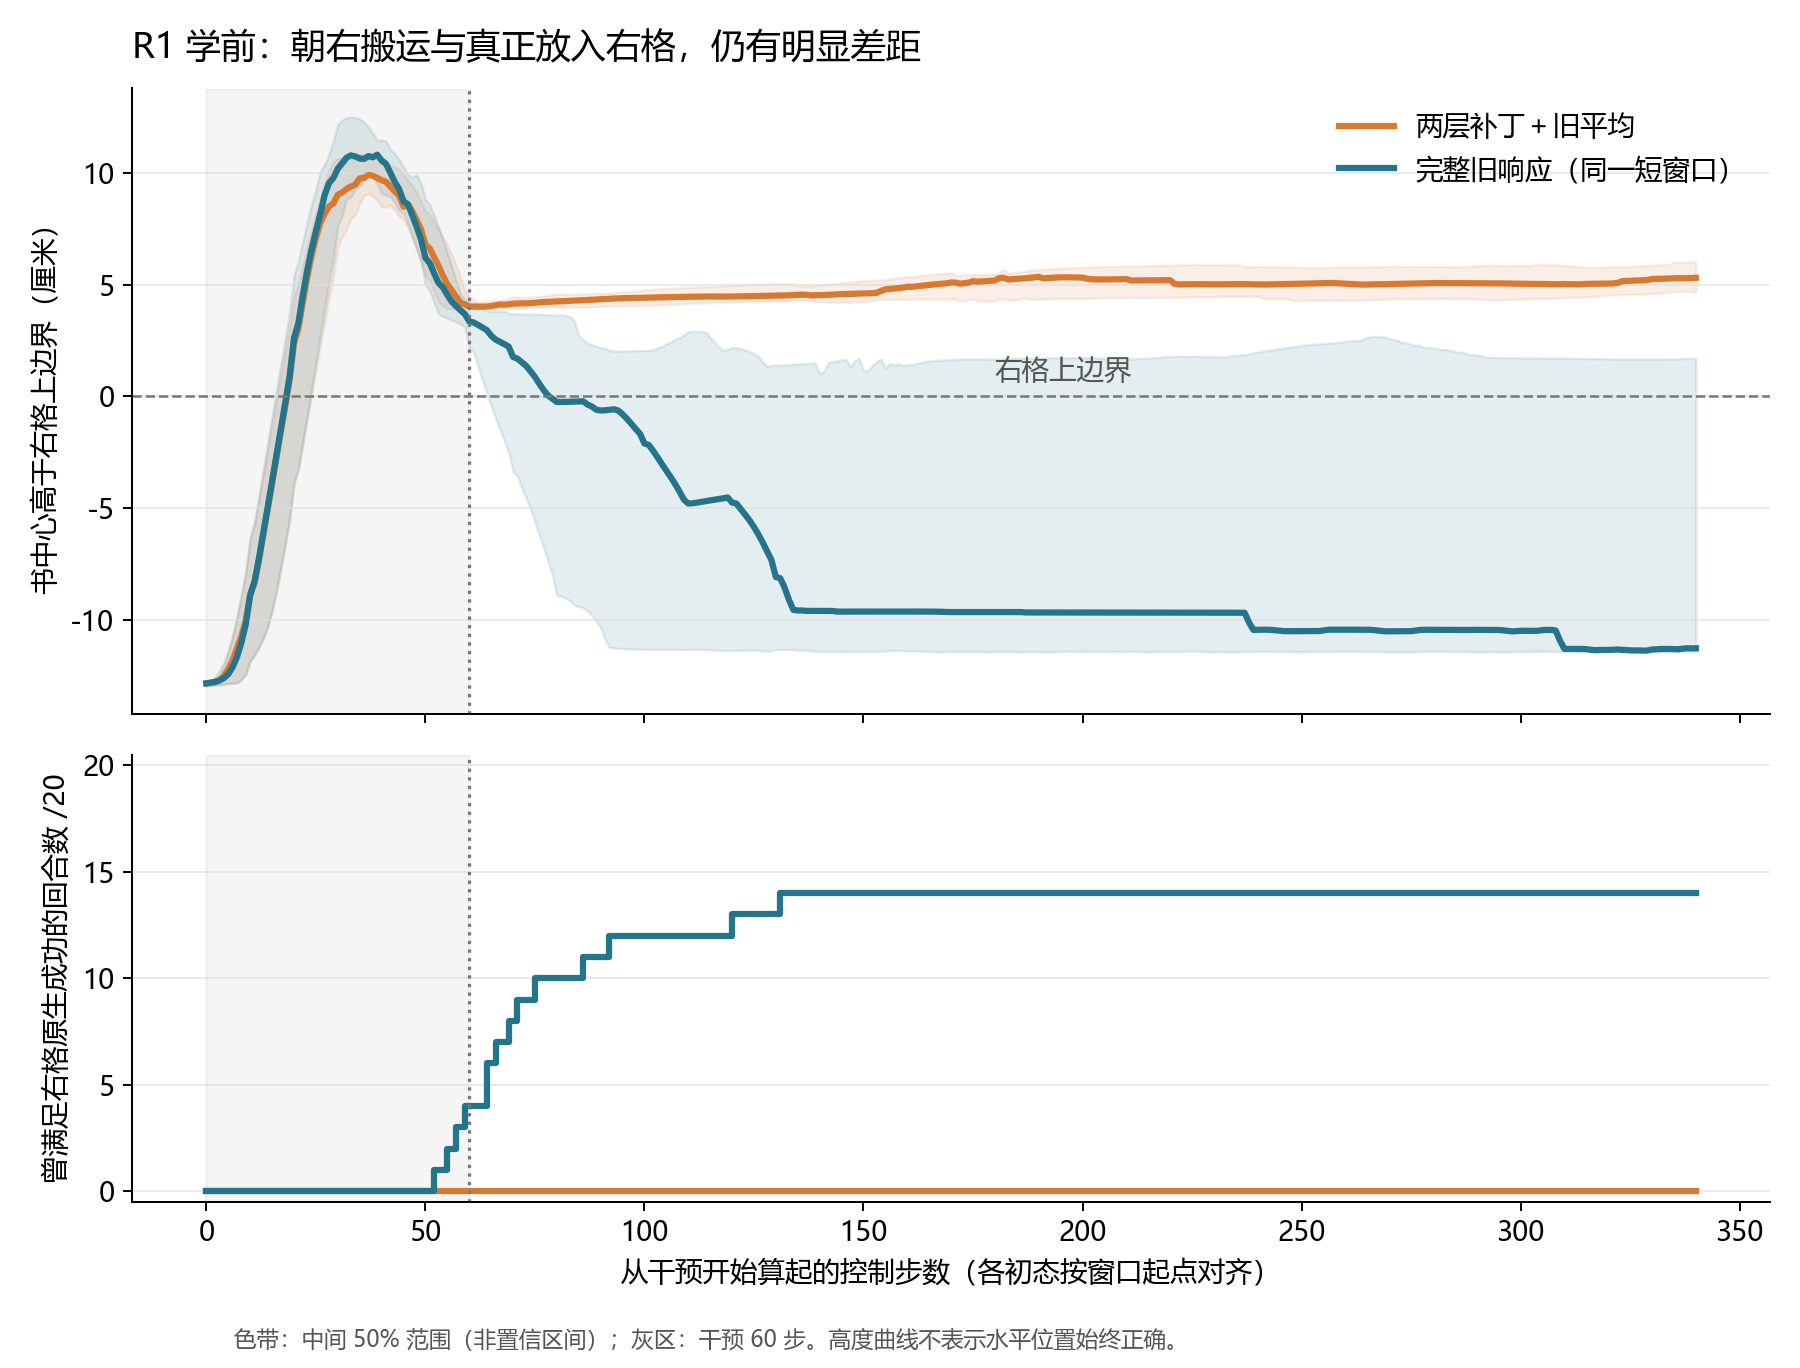 R1 学前：朝右搬运与真正放入右格，仍有明显差距
两层补丁 + 旧平均
完整旧响应（同一短窗口）
书中心高于右格上边界（厘米）
10
5
0
-5
-10
右格上边界
曾满足右格原生成功的回合数 /20
20
15
10
5
0
0 50 100 150 200 250 300 350
从干预开始算起的控制步数（各初态按窗口起点对齐）
色带：中间 50% 范围（非置信区间）；灰区：干预 60 步。高度曲线不表示水平位置始终正确。